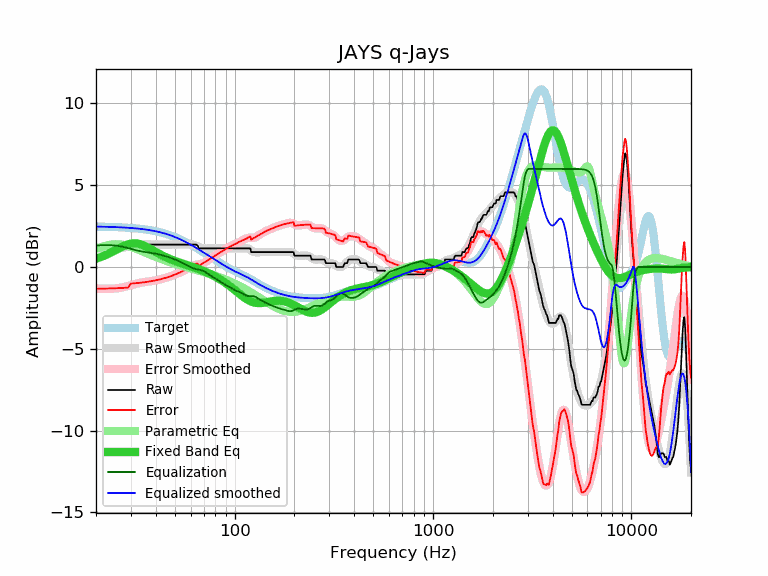 JAYS q-Jays
Amplitude (dBr)
10
5
0
−5
−10
−15
Target
Raw Smoothed
Error Smoothed
Raw
Error
Parametric Eq
Fixed Band Eq
Equalization
Equalized smoothed
100
1000
10000
Frequency (Hz)